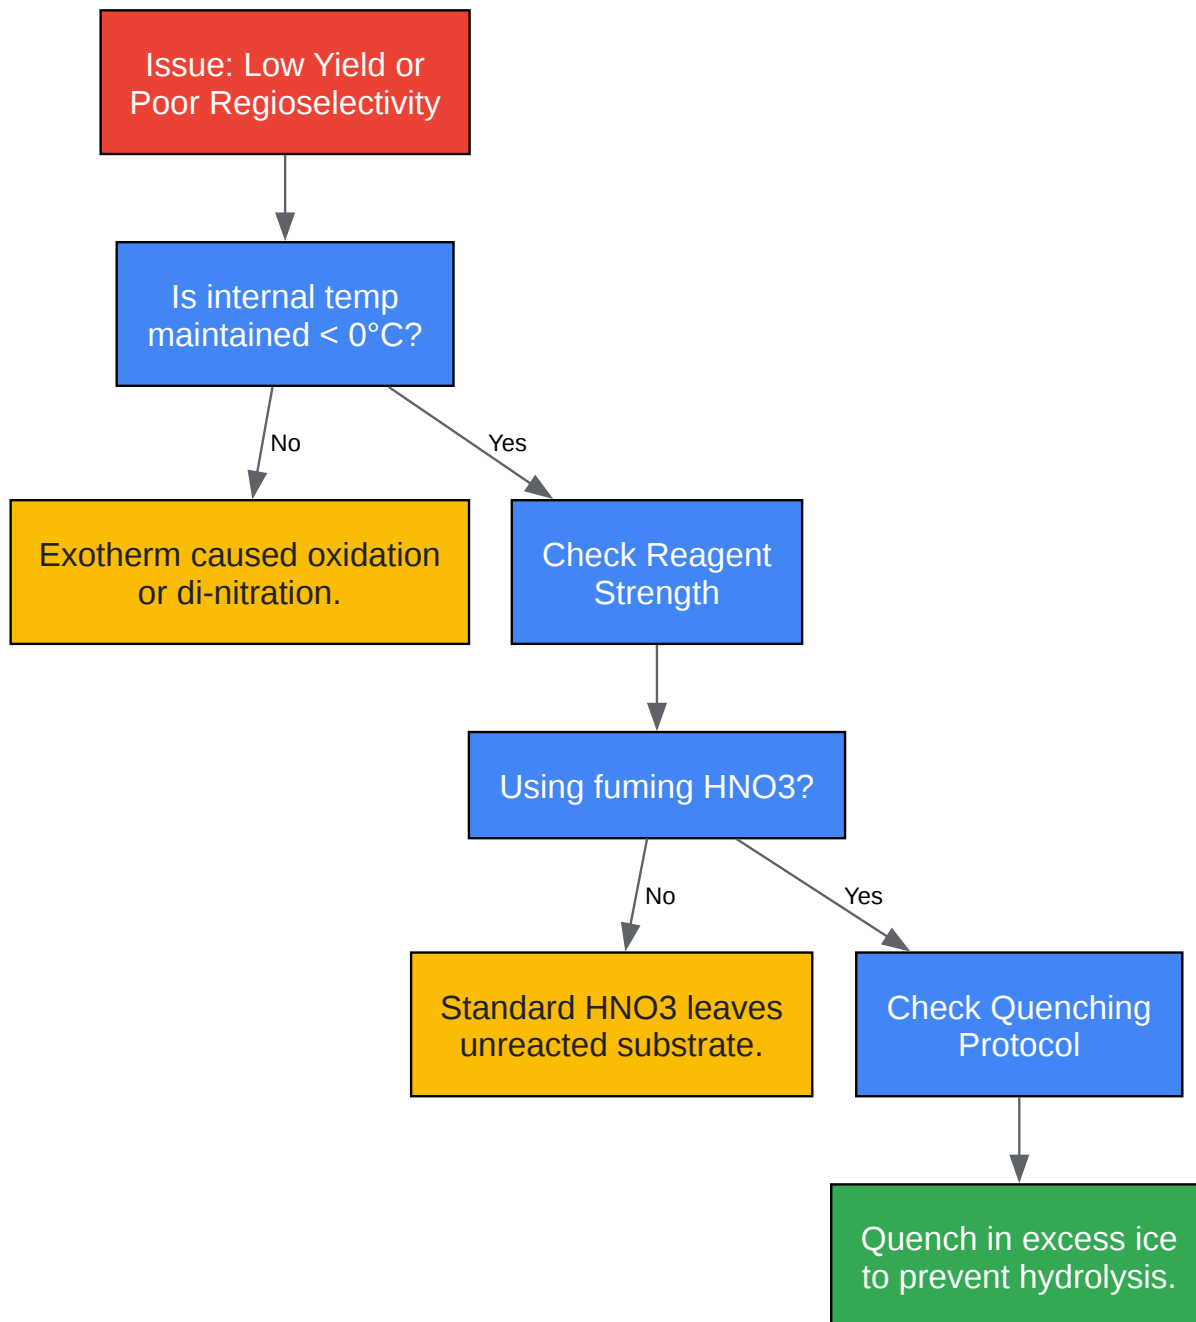 Issue: Low Yield or
Poor Regioselectivity
Is internal temp
maintained < 0°C?
No
Yes
Exotherm caused oxidation
or di-nitration.
Check Reagent
Strength
Using fuming HNO3?
No
Yes
Standard HNO3 leaves
unreacted substrate.
Check Quenching
Protocol
Quench in excess ice
to prevent hydrolysis.